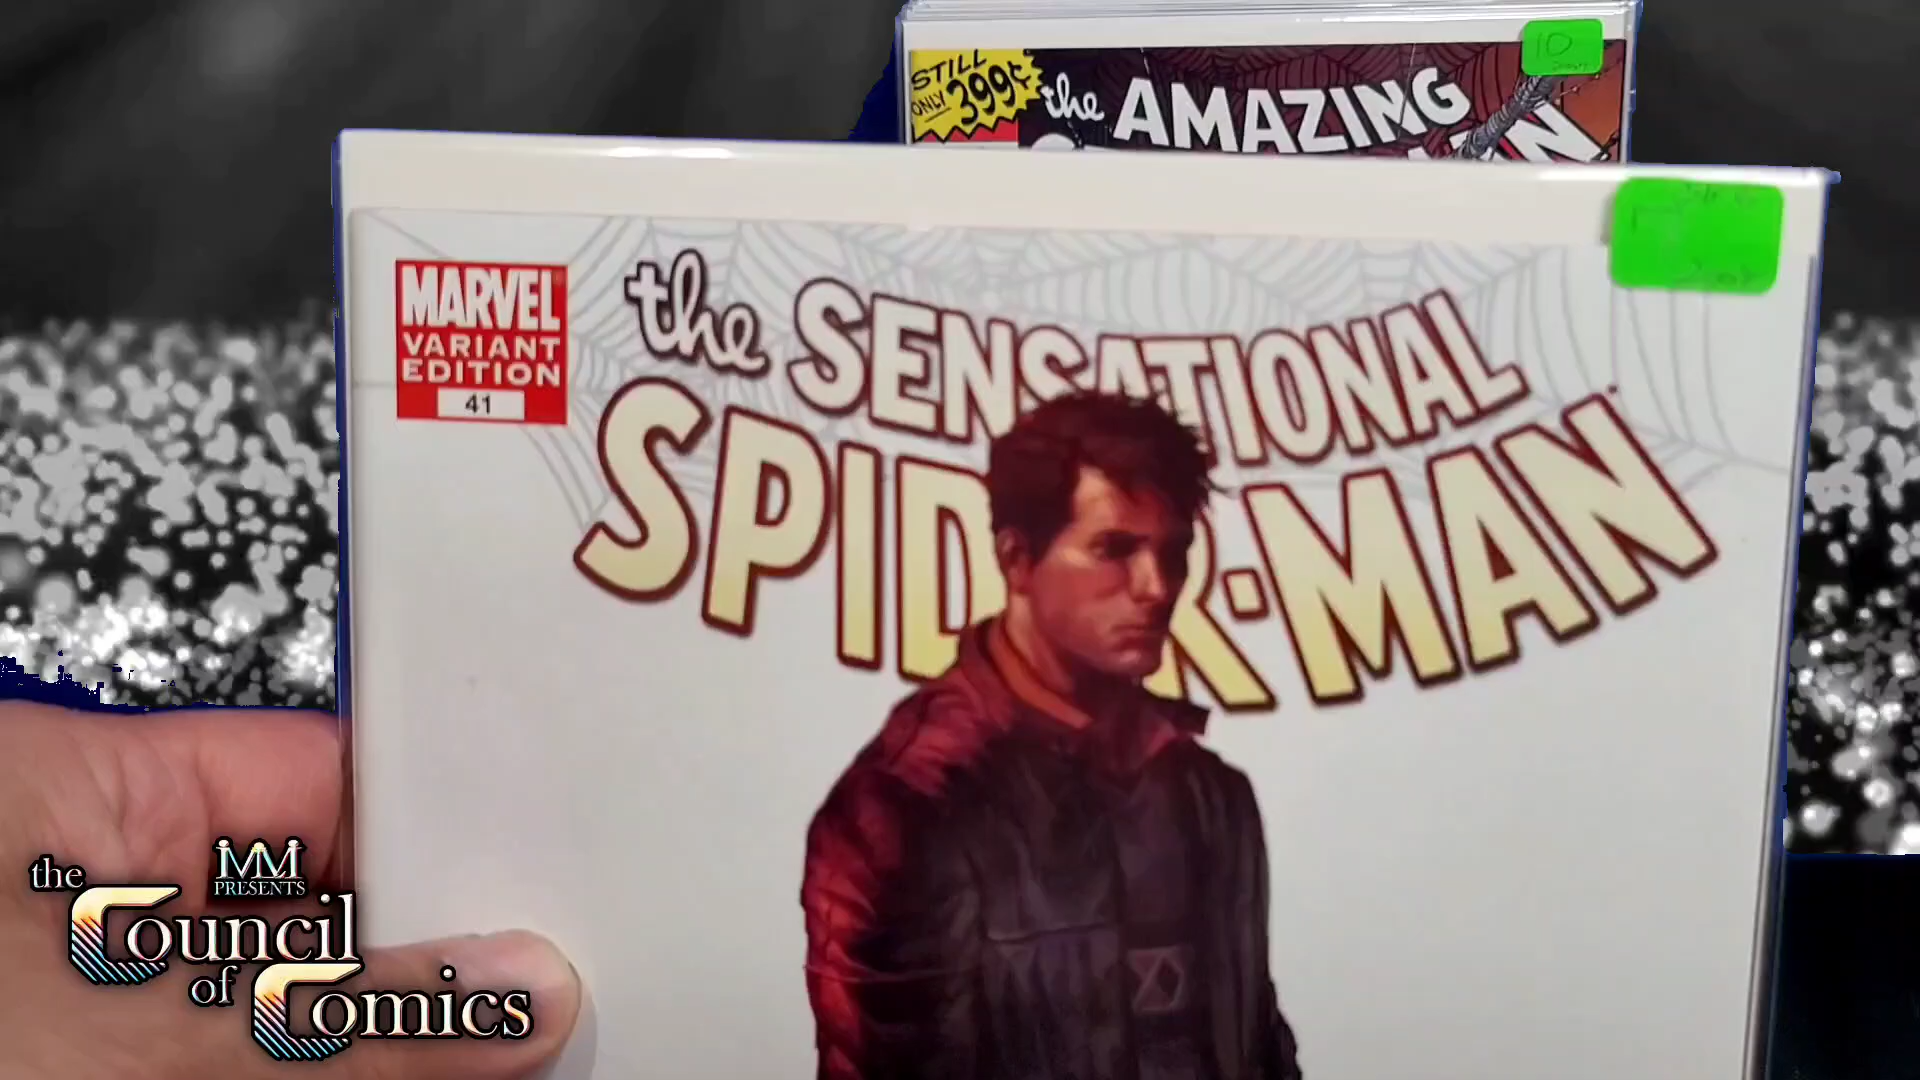 10
STILL
ONLY 399¢
the AMAZING
MARVEL
VARIANT
EDITION
41
the SENSATIONAL
SPIDER-MAN
MM
PRESENTS
the Council
of Comics